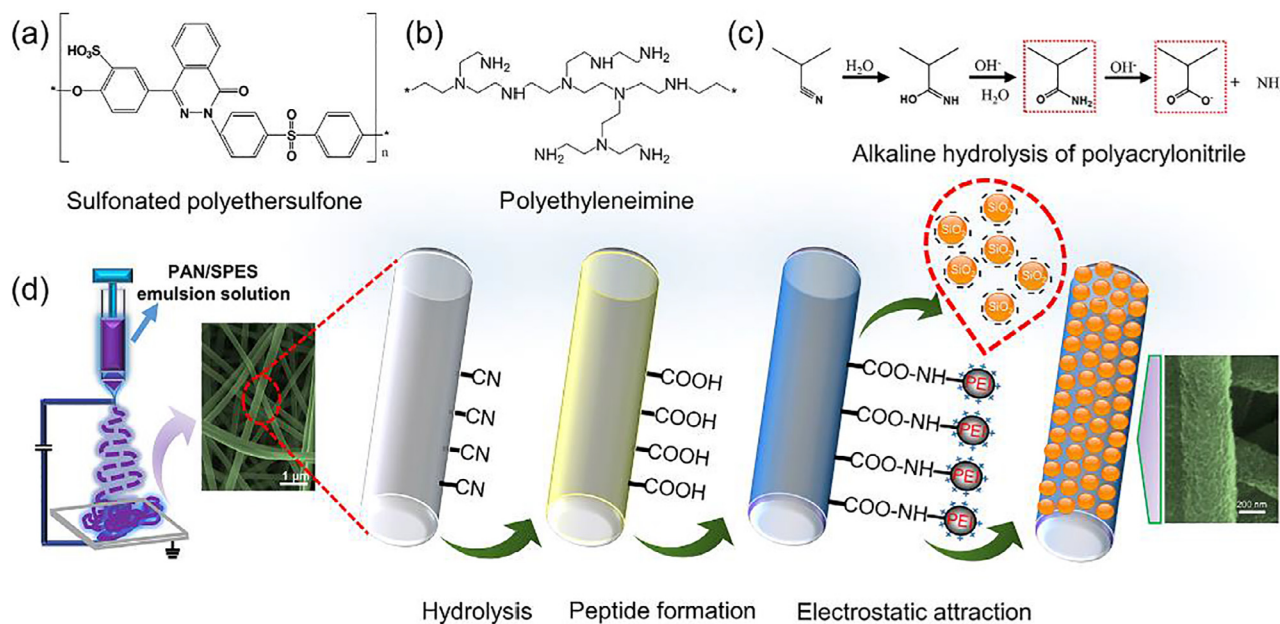 (a)
HO₃S
O
N
N
O
S
O
O
n
*
*
Sulfonated polyethersulfone
(b)
NH₂
NH
NH₂
*
N
NH
N
N
NH
*
N
NH₂
N
NH₂
Polyethyleneimine
(c)
N
H₂O
HO
NH
OH⁻
H₂O
O
NH₂
OH⁻
O
O⁻
+
NH
Alkaline hydrolysis of polyacrylonitrile
(d)
PAN/SPES
emulsion solution
1 μm
CN
CN
CN
CN
COOH
COOH
COOH
COOH
COO-NH
COO-NH
COO-NH
COO-NH
PEI
PEI
PEI
PEI
SiO₂
SiO₂
SiO₂
SiO₂
SiO₂
SiO₂
200 nm
Hydrolysis
Peptide formation
Electrostatic attraction